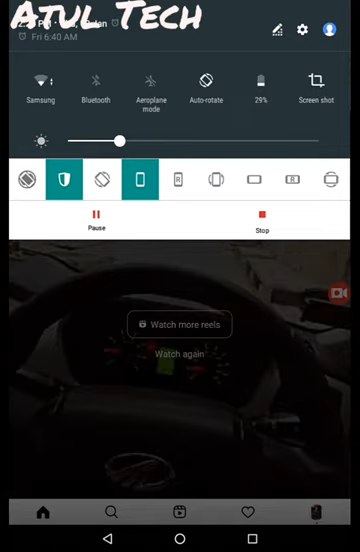 Atul Tech
Fri 6:40 AM
Samsung
Bluetooth
Aeroplane
mode
Auto-rotate
29%
Screen shot
R
R
Pause
Stop
Watch more reels
Watch again